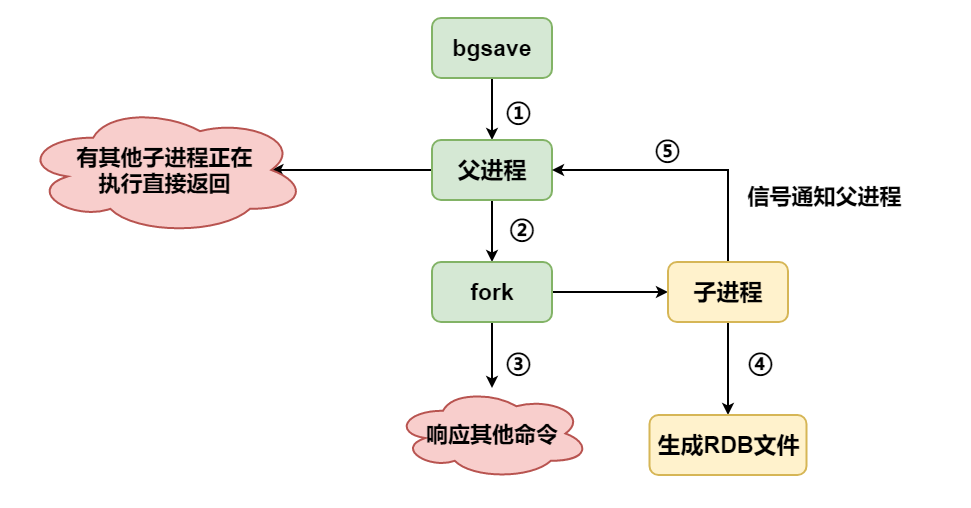 bgsave
①
有其他子进程正在
执行直接返回
父进程
⑤
信号通知父进程
②
fork
子进程
③
④
响应其他命令
生成RDB文件